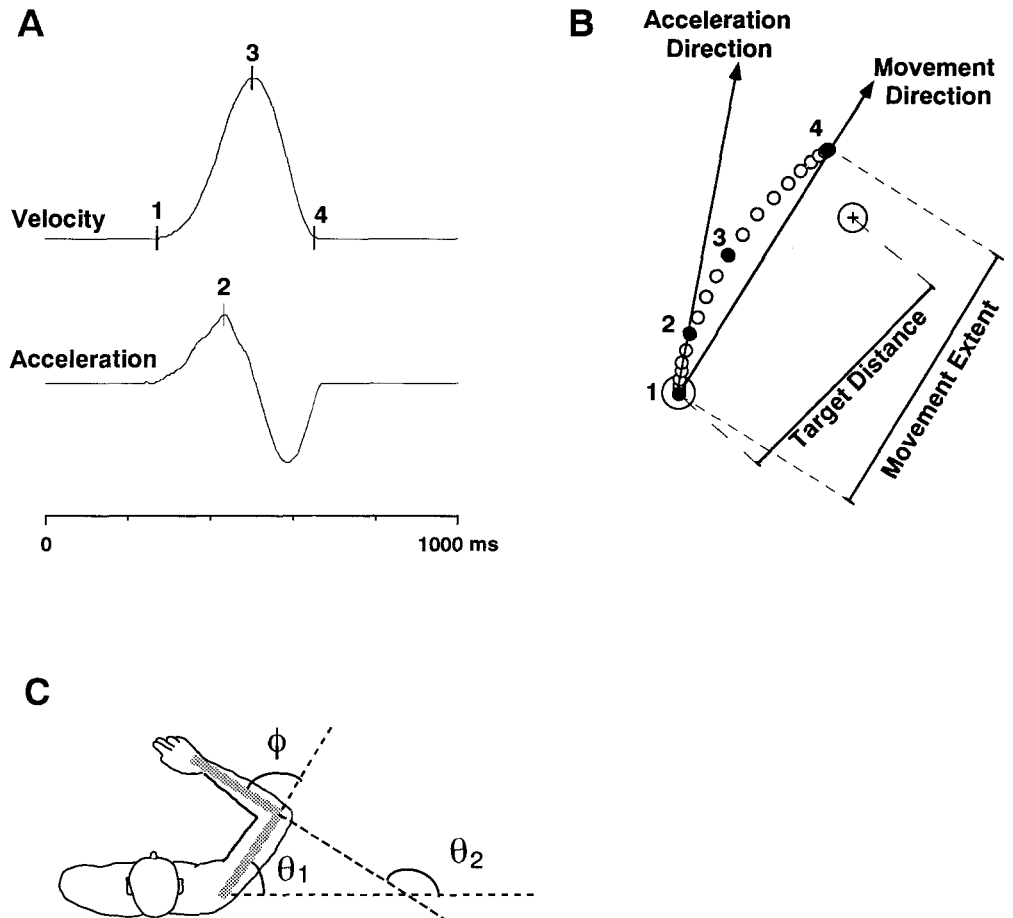 A
3
1
4
Velocity
2
Acceleration
0
1000 ms
B
Acceleration
Direction
Movement
Direction
4
3
2
1
Target Distance
Movement Extent
C
ϕ
θ1
θ2